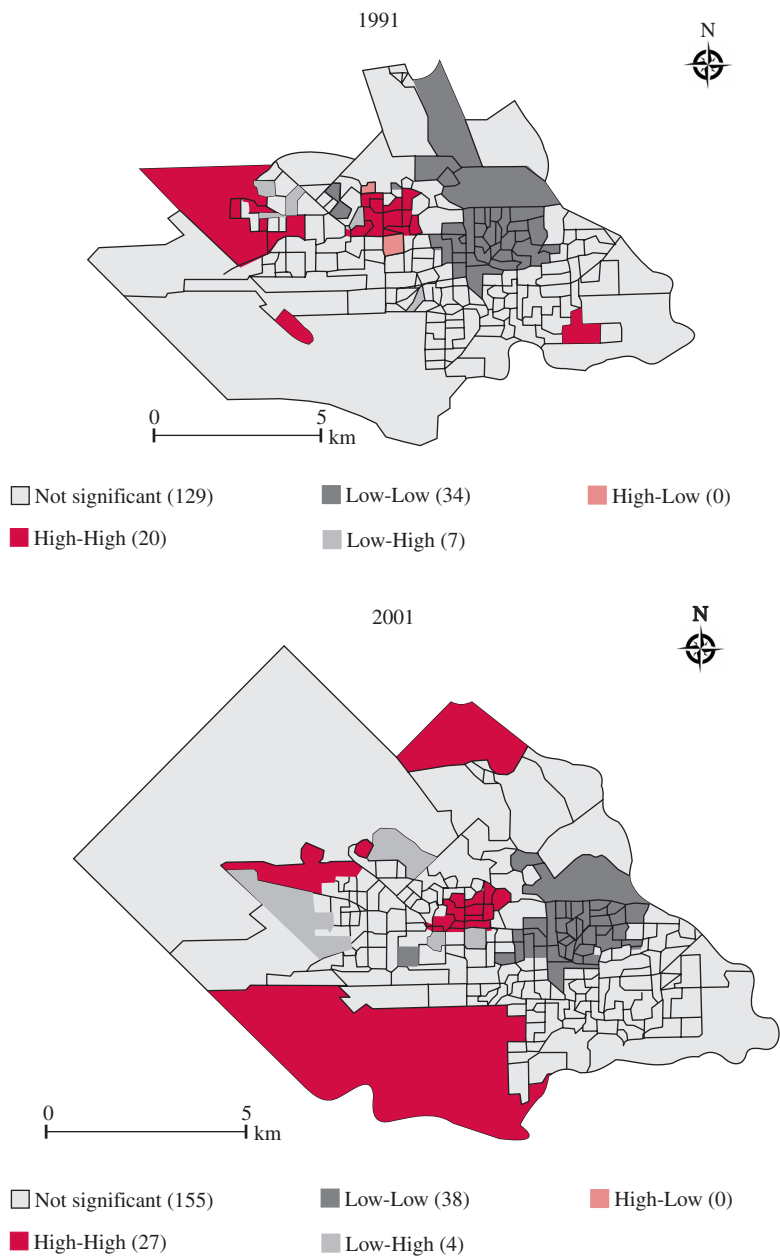 1991
N
0 5
km
Not significant (129) Low-Low (34) High-Low (0)
High-High (20) Low-High (7)
2001
N
0 5
km
Not significant (155) Low-Low (38) High-Low (0)
High-High (27) Low-High (4)